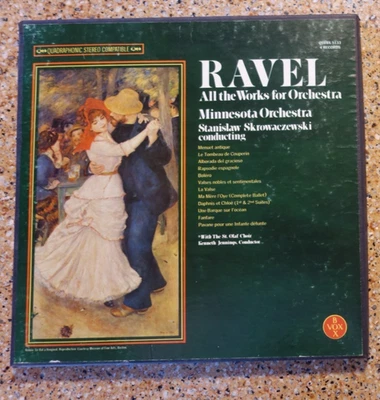 QUADRAPHONIC STEREO COMPATIBLE
RAVEL
All the Works for Orchestra
Minnesota Orchestra
Stanislaw Skrowaczewski
conducting
Menuet antique
Le Tombeau de Couperin
Alborada del gracioso
Rapsodie espagnole
Boléro
Valses nobles et sentimentales
La Valse
Ma Mère l'Oye (Complete Ballet)
Daphnis et Chloé (1st & 2nd Suites)
Une Barque sur l'océan
Fanfare
Pavane pour une Infante défunte
*With The St. Olaf Choir
Kenneth Jennings, Conductor
VOX
BOX